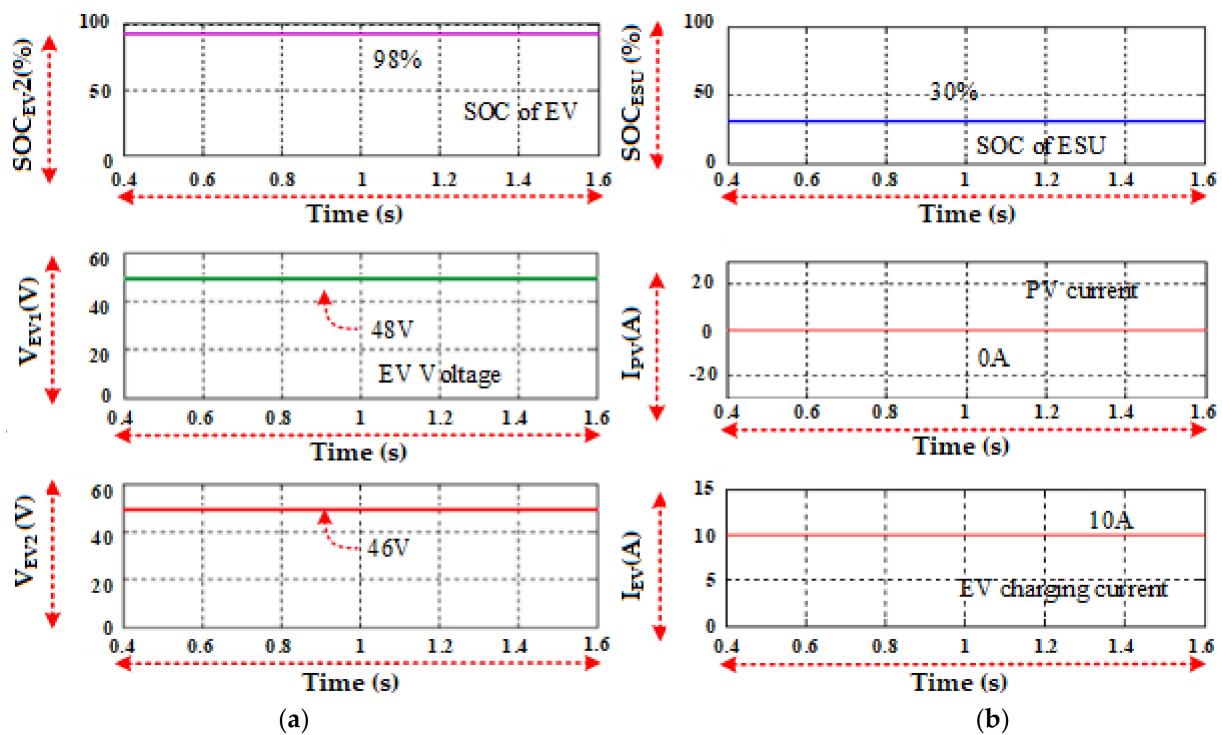 SOC_EV2(%)
100
50
0
98%
SOC of EV
0.4 0.6 0.8 1 1.2 1.4 1.6
Time (s)
V_EV1(V)
60
40
20
0
48V
EV Voltage
0.4 0.6 0.8 1 1.2 1.4 1.6
Time (s)
V_EV2 (V)
60
40
20
0
46V
0.4 0.6 0.8 1 1.2 1.4 1.6
Time (s)
(a)
SOC_ESU (%)
100
50
0
30%
SOC of ESU
0.4 0.6 0.8 1 1.2 1.4 1.6
Time (s)
I_PV(A)
20
0
-20
PV current
0A
0.4 0.6 0.8 1 1.2 1.4 1.6
Time (s)
I_EV(A)
15
10
5
0
10A
EV charging current
0.4 0.6 0.8 1 1.2 1.4 1.6
Time (s)
(b)